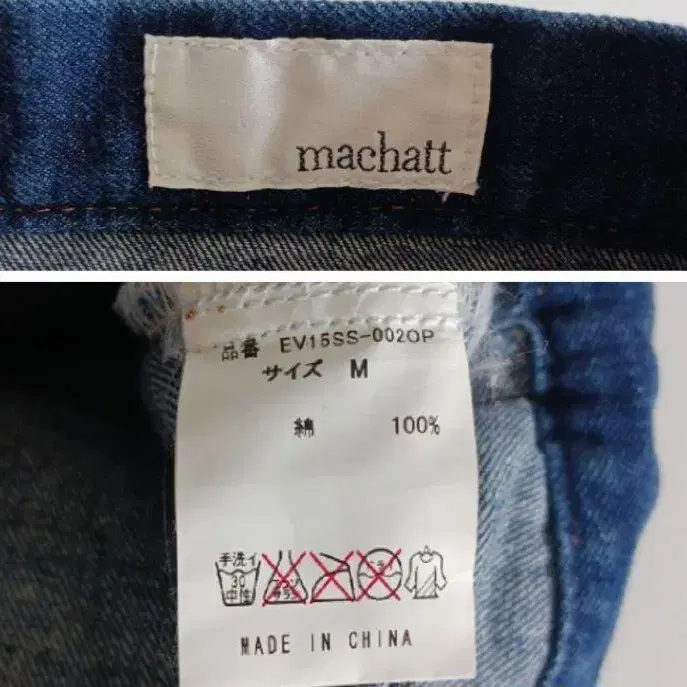 machatt
品番 EV15SS-002OP
サイズ M
綿 100%
手洗イ
30
中性
MADE IN CHINA